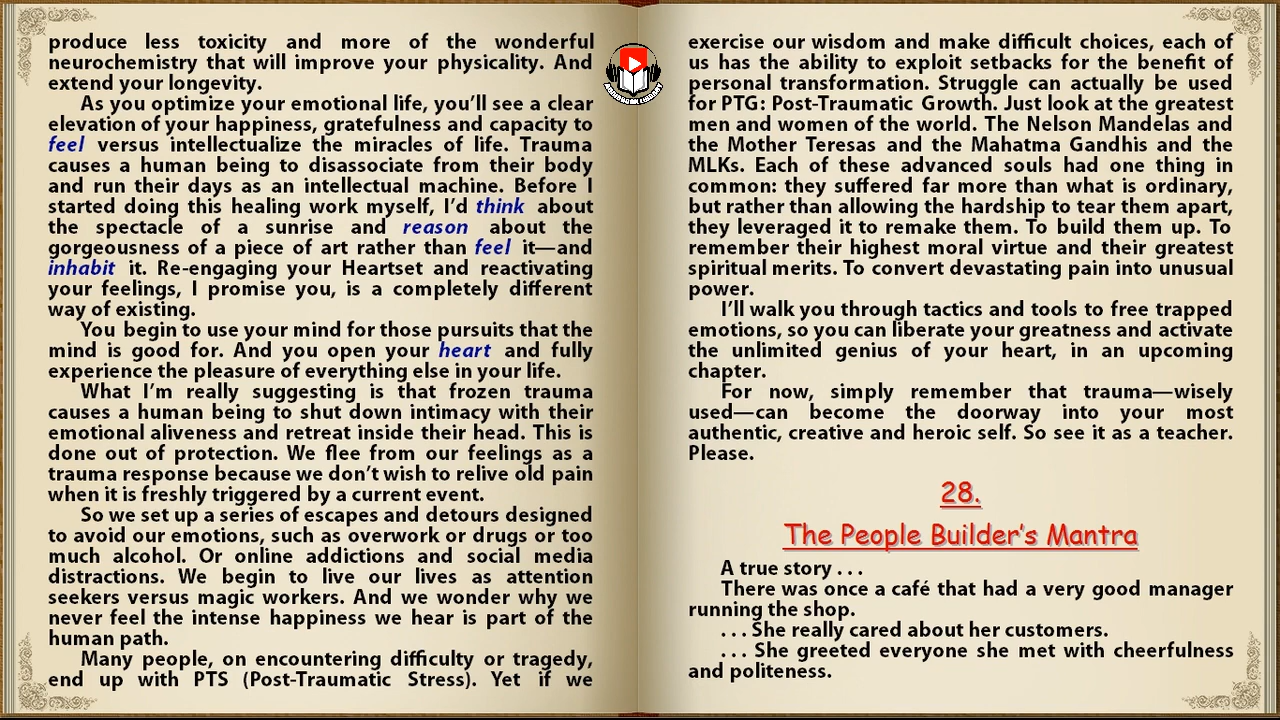 produce less toxicity and more of the wonderful
neurochemistry that will improve your physicality. And
extend your longevity.
As you optimize your emotional life, you’ll see a clear
elevation of your happiness, gratefulness and capacity to
feel versus intellectualize the miracles of life. Trauma
causes a human being to disassociate from their body
and run their days as an intellectual machine. Before I
started doing this healing work myself, I’d think about
the spectacle of a sunrise and reason about the
gorgeousness of a piece of art rather than feel it—and
inhabit it. Re-engaging your Heartset and reactivating
your feelings, I promise you, is a completely different
way of existing.
You begin to use your mind for those pursuits that the
mind is good for. And you open your heart and fully
experience the pleasure of everything else in your life.
What I’m really suggesting is that frozen trauma
causes a human being to shut down intimacy with their
emotional aliveness and retreat inside their head. This is
done out of protection. We flee from our feelings as a
trauma response because we don’t wish to relive old pain
when it is freshly triggered by a current event.
So we set up a series of escapes and detours designed
to avoid our emotions, such as overwork or drugs or too
much alcohol. Or online addictions and social media
distractions. We begin to live our lives as attention
seekers versus magic workers. And we wonder why we
never feel the intense happiness we hear is part of the
human path.
Many people, on encountering difficulty or tragedy,
end up with PTS (Post-Traumatic Stress). Yet if we
exercise our wisdom and make difficult choices, each of
us has the ability to exploit setbacks for the benefit of
personal transformation. Struggle can actually be used
for PTG: Post-Traumatic Growth. Just look at the greatest
men and women of the world. The Nelson Mandelas and
the Mother Teresas and the Mahatma Gandhis and the
MLKs. Each of these advanced souls had one thing in
common: they suffered far more than what is ordinary,
but rather than allowing the hardship to tear them apart,
they leveraged it to remake them. To build them up. To
remember their highest moral virtue and their greatest
spiritual merits. To convert devastating pain into unusual
power.
I’ll walk you through tactics and tools to free trapped
emotions, so you can liberate your greatness and activate
the unlimited genius of your heart, in an upcoming
chapter.
For now, simply remember that trauma—wisely
used—can become the doorway into your most
authentic, creative and heroic self. So see it as a teacher.
Please.
28.
The People Builder’s Mantra
A true story . . .
There was once a café that had a very good manager
running the shop.
. . . She really cared about her customers.
. . . She greeted everyone she met with cheerfulness
and politeness.